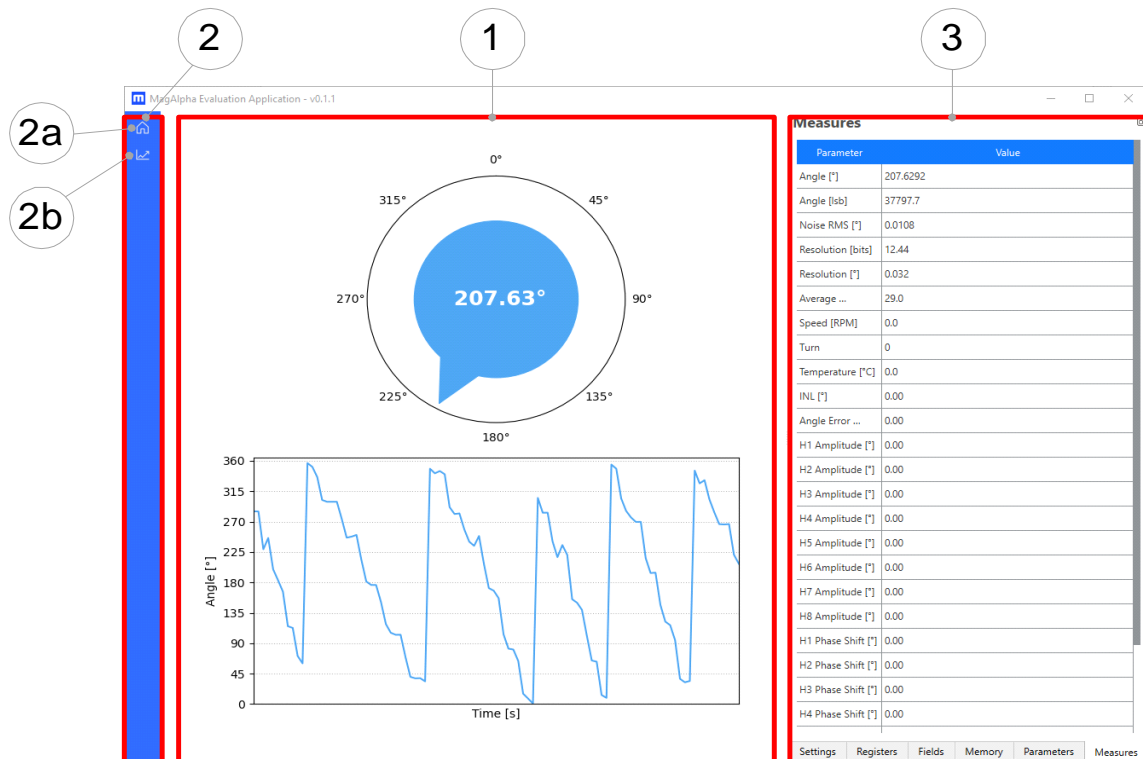 2
1
3
2a
2b
m MagAlpha Evaluation Application - v0.1.1
0°
45°
90°
135°
180°
225°
270°
315°
207.63°
360
315
270
225
180
135
90
45
0
Angle [°]
Time [s]
Measures
Parameter Value
Angle [°] 207.6292
Angle [lsb] 37797.7
Noise RMS [°] 0.0108
Resolution [bits] 12.44
Resolution [°] 0.032
Average ... 29.0
Speed [RPM] 0.0
Turn 0
Temperature [°C] 0.0
INL [°] 0.00
Angle Error ... 0.00
H1 Amplitude [°] 0.00
H2 Amplitude [°] 0.00
H3 Amplitude [°] 0.00
H4 Amplitude [°] 0.00
H5 Amplitude [°] 0.00
H6 Amplitude [°] 0.00
H7 Amplitude [°] 0.00
H8 Amplitude [°] 0.00
H1 Phase Shift [°] 0.00
H2 Phase Shift [°] 0.00
H3 Phase Shift [°] 0.00
H4 Phase Shift [°] 0.00
Settings Registers Fields Memory Parameters Measures